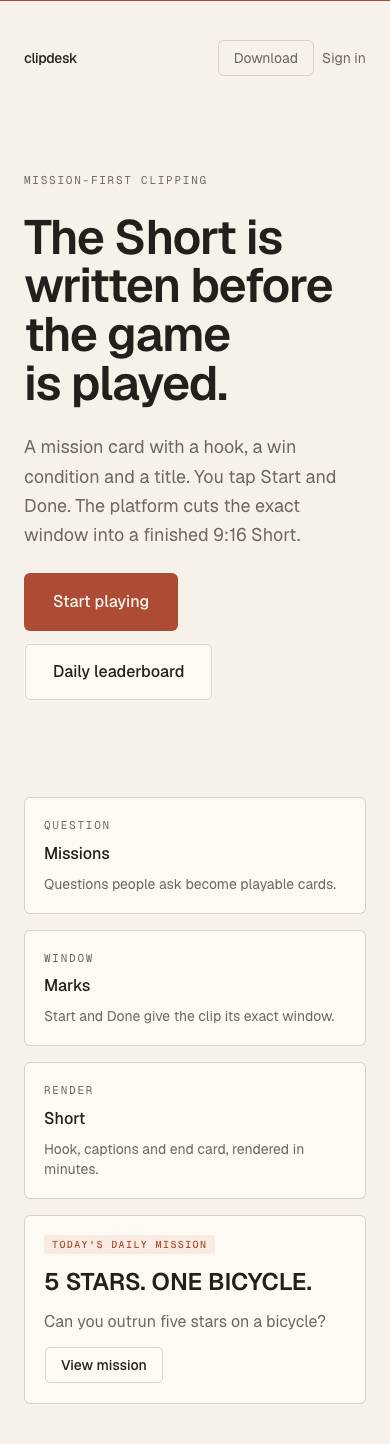 clipdesk
Download
Sign in
MISSION-FIRST CLIPPING
The Short is
written before
the game
is played.
A mission card with a hook, a win
condition and a title. You tap Start and
Done. The platform cuts the exact
window into a finished 9:16 Short.
Start playing
Daily leaderboard
QUESTION
Missions
Questions people ask become playable cards.
WINDOW
Marks
Start and Done give the clip its exact window.
RENDER
Short
Hook, captions and end card, rendered in
minutes.
TODAY'S DAILY MISSION
5 STARS. ONE BICYCLE.
Can you outrun five stars on a bicycle?
View mission